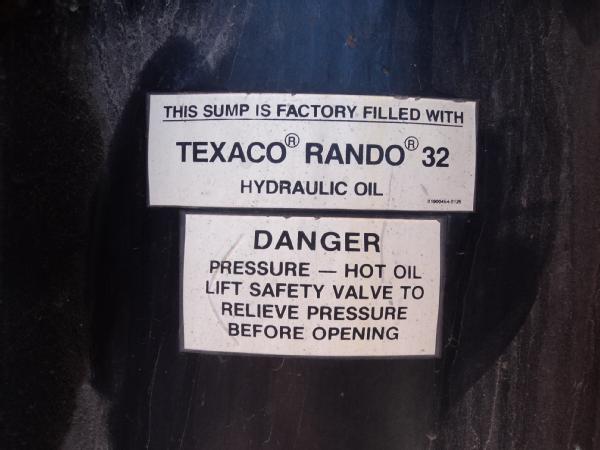 THIS SUMP IS FACTORY FILLED WITH
TEXACO® RANDO® 32
HYDRAULIC OIL
DANGER
PRESSURE — HOT OIL
LIFT SAFETY VALVE TO
RELIEVE PRESSURE
BEFORE OPENING